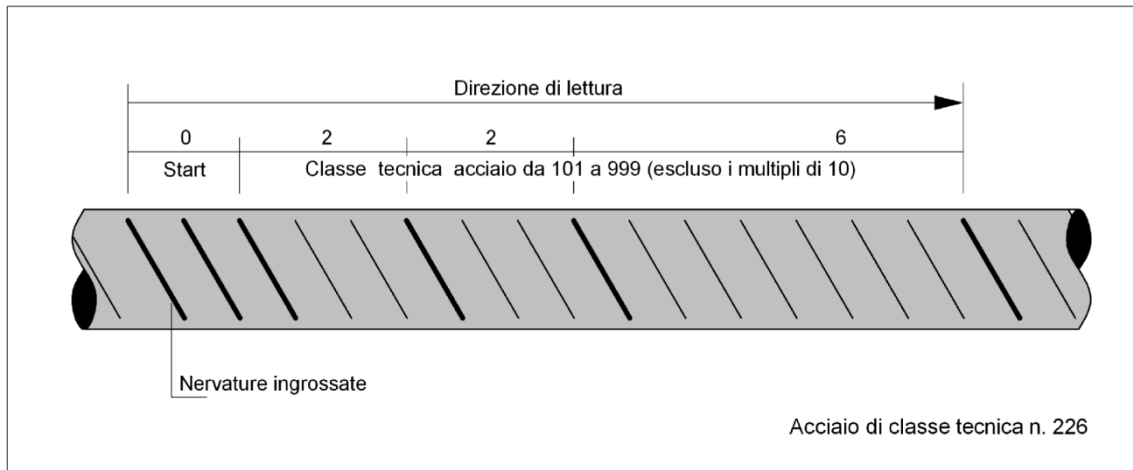 Direzione di lettura
0 2 2 6
Start Classe tecnica acciaio da 101 a 999 (escluso i multipli di 10)
Nervature ingrossate
Acciaio di classe tecnica n. 226